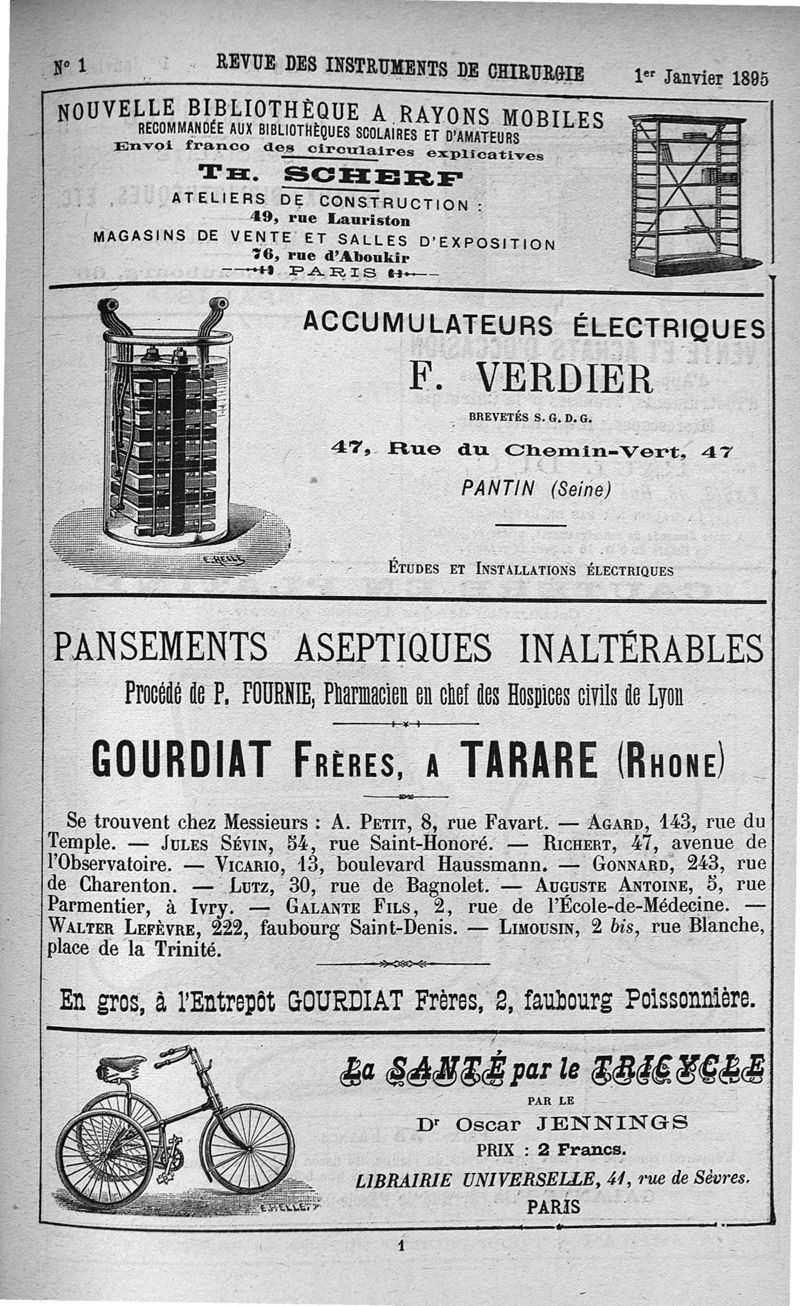 N° 1 REVUE DES INSTRUMENTS DE CHIRURGIE 1er Janvier 1895
NOUVELLE BIBLIOTHÈQUE A RAYONS MOBILES
RECOMMANDÉE AUX BIBLIOTHÈQUES SCOLAIRES ET D'AMATEURS
Envoi franco des circulaires explicatives
TH. SCHERF
ATELIERS DE CONSTRUCTION :
49, rue Lauriston
MAGASINS DE VENTE ET SALLES D'EXPOSITION
76, rue d'Aboukir
PARIS
ACCUMULATEURS ÉLECTRIQUES
F. VERDIER
BREVETÉS S. G. D. G.
47, Rue du Chemin-Vert, 47
PANTIN (Seine)
E. HELLÉ
ÉTUDES ET INSTALLATIONS ÉLECTRIQUES
PANSEMENTS ASEPTIQUES INALTÉRABLES
Procédé de P. FOURNIE, Pharmacien en chef des Hospices civils de Lyon
GOURDIAT FRÈRES, A TARARE (RHONE)
Se trouvent chez Messieurs : A. PETIT, 8, rue Favart. — AGARD, 143, rue du
Temple. — JULES SÉVIN, 54, rue Saint-Honoré. — RICHERT, 47, avenue de
l'Observatoire. — VICARIO, 13, boulevard Haussmann. — GONNARD, 243, rue
de Charenton. — LUTZ, 30, rue de Bagnolet. — AUGUSTE ANTOINE, 5, rue
Parmentier, à Ivry. — GALANTE FILS, 2, rue de l'École-de-Médecine. —
WALTER LEFÈVRE, 222, faubourg Saint-Denis. — LIMOUSIN, 2 bis, rue Blanche,
place de la Trinité.
En gros, à l'Entrepôt GOURDIAT Frères, 2, faubourg Poissonnière.
La SANTÉ par le TRICYCLE
PAR LE
Dr Oscar JENNINGS
PRIX : 2 Francs.
LIBRAIRIE UNIVERSELLE, 41, rue de Sèvres.
PARIS
E. HELLÉ
1